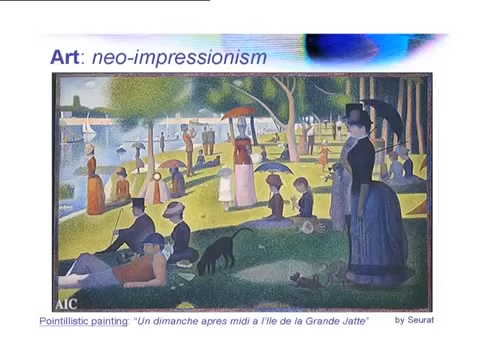 Art: neo-impressionism
AIC
Pointillistic painting: "Un dimanche apres midi a l'Ile de la Grande Jatte" by Seurat